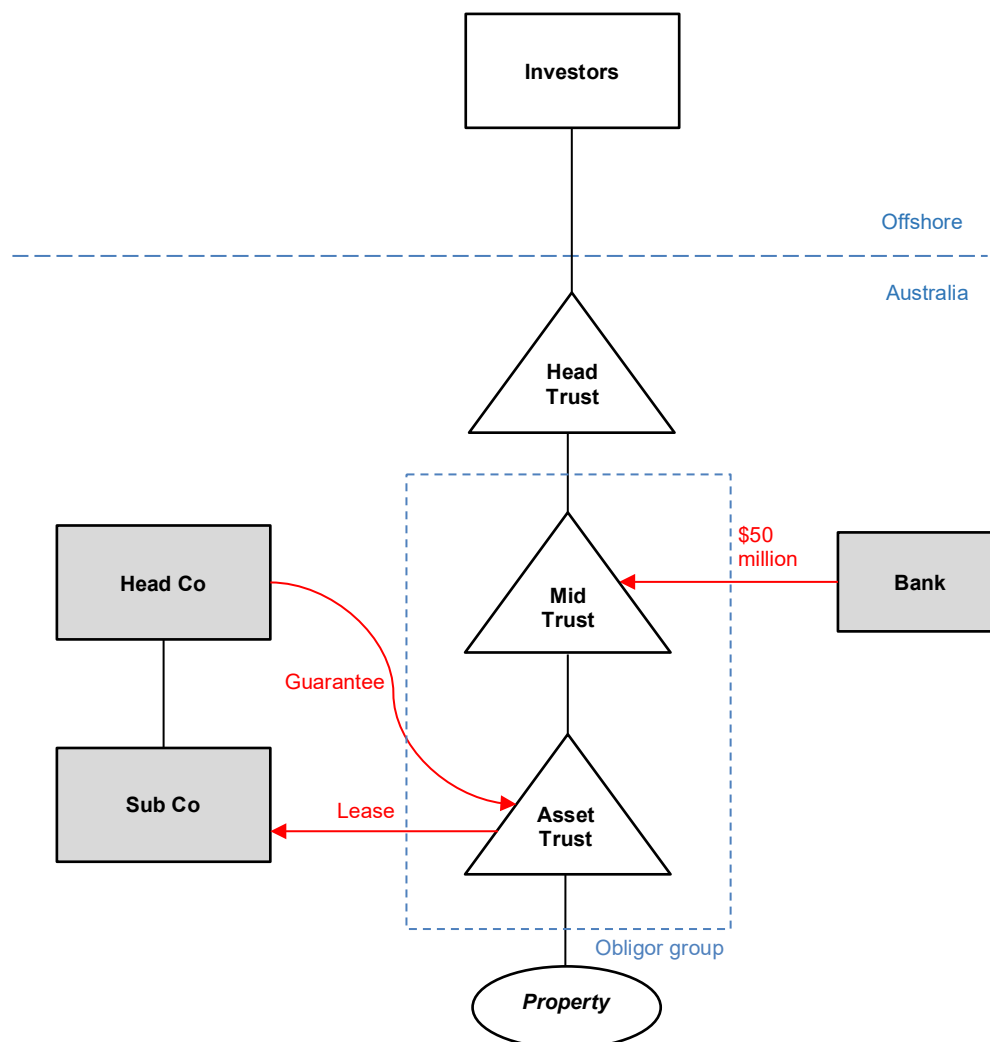 Investors
Offshore
Australia
Head
Trust
$50
million
Head Co
Mid
Trust
Bank
Guarantee
Sub Co
Lease
Asset
Trust
Obligor group
Property